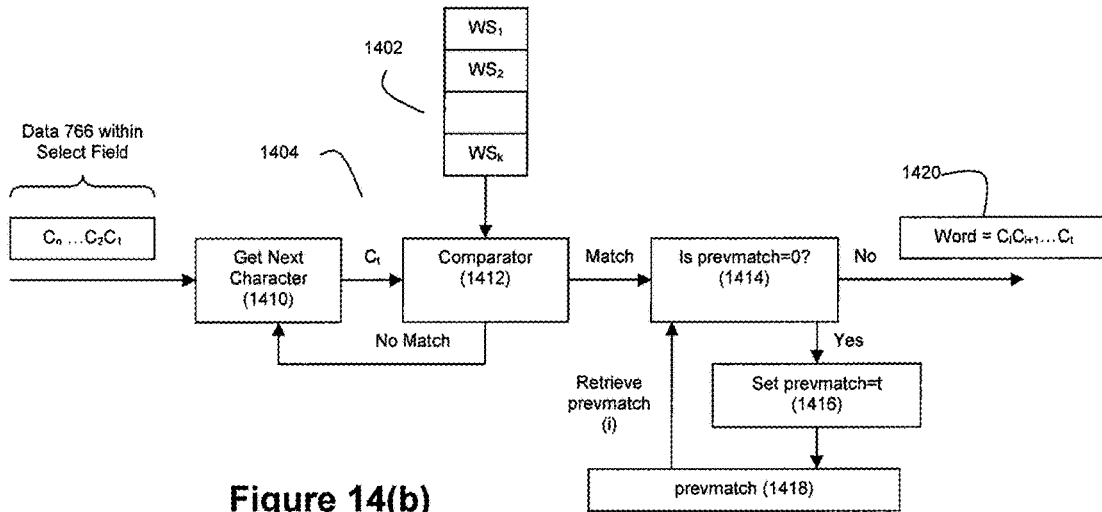 WS₁
1402
WS₂
WSₖ
Data 766 within
Select Field
1404
1420
Cₙ …C₂C₁
Word = CᵢCᵢ₊₁…Cₜ
Get Next
Character
(1410)
Cₜ
Comparator
(1412)
Match
Is prevmatch=0?
(1414)
No
No Match
Yes
Retrieve
prevmatch
(i)
Set prevmatch=t
(1416)
prevmatch (1418)
Figure 14(b)